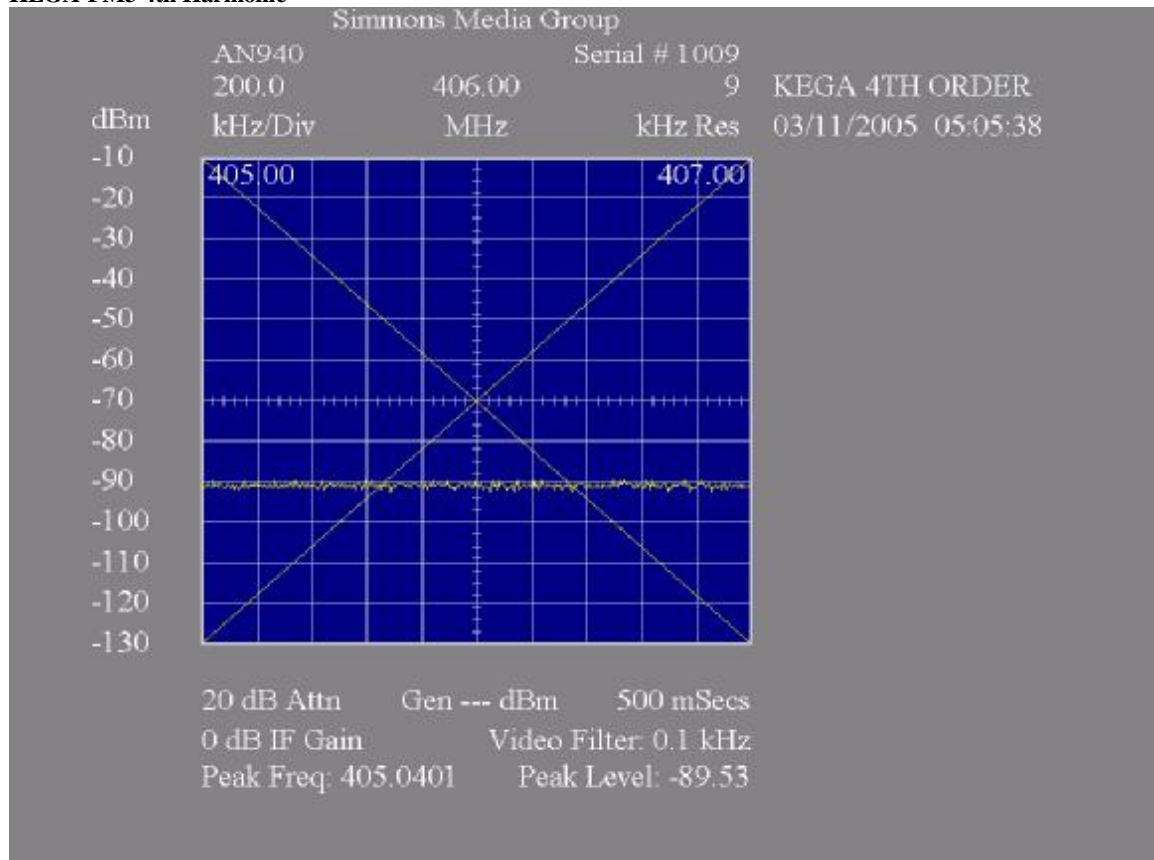 Simmons Media Group
AN940 Serial # 1009
200.0 406.00 9 KEGA 4TH ORDER
dBm kHz/Div MHz kHz Res 03/11/2005 05:05:38
-10
405.00 407.00
-20
-30
-40
-50
-60
-70
-80
-90
-100
-110
-120
-130
20 dB Attn Gen --- dBm 500 mSecs
0 dB IF Gain Video Filter: 0.1 kHz
Peak Freq: 405.0401 Peak Level: -89.53